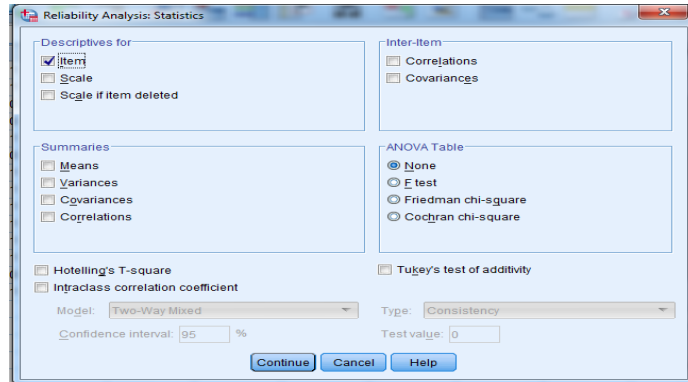 Reliability Analysis: Statistics
Descriptives for
Item
Scale
Scale if item deleted
Inter-Item
Correlations
Covariances
Summaries
Means
Variances
Covariances
Correlations
ANOVA Table
None
F test
Friedman chi-square
Cochran chi-square
Hotelling's T-square
Tukey's test of additivity
Intraclass correlation coefficient
Model: Two-Way Mixed Type: Consistency
Confidence interval: 95 % Test value: 0
Continue Cancel Help